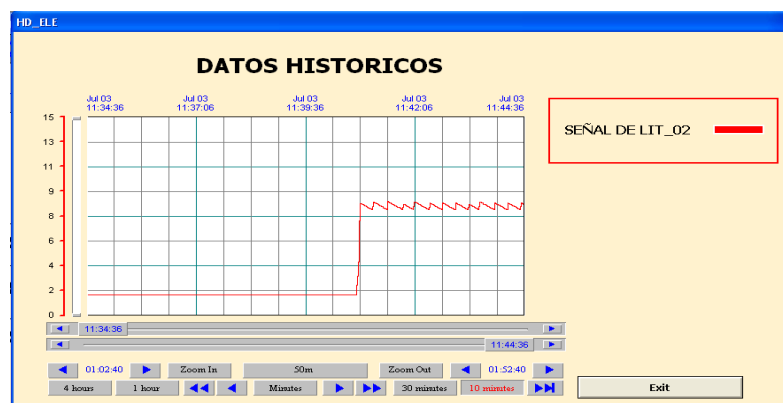 HD_ELE
DATOS HISTORICOS
Jul 03 Jul 03 Jul 03 Jul 03 Jul 03
11:34:36 11:37:06 11:39:36 11:42:06 11:44:36
15
13
11
9
8
6
4
2
0
SEÑAL DE LIT_02
11:34:36
11:44:36
01:02:40 Zoom In 50m Zoom Out 01:52:40
4 hours 1 hour Minutes 30 minutes 10 minutes Exit